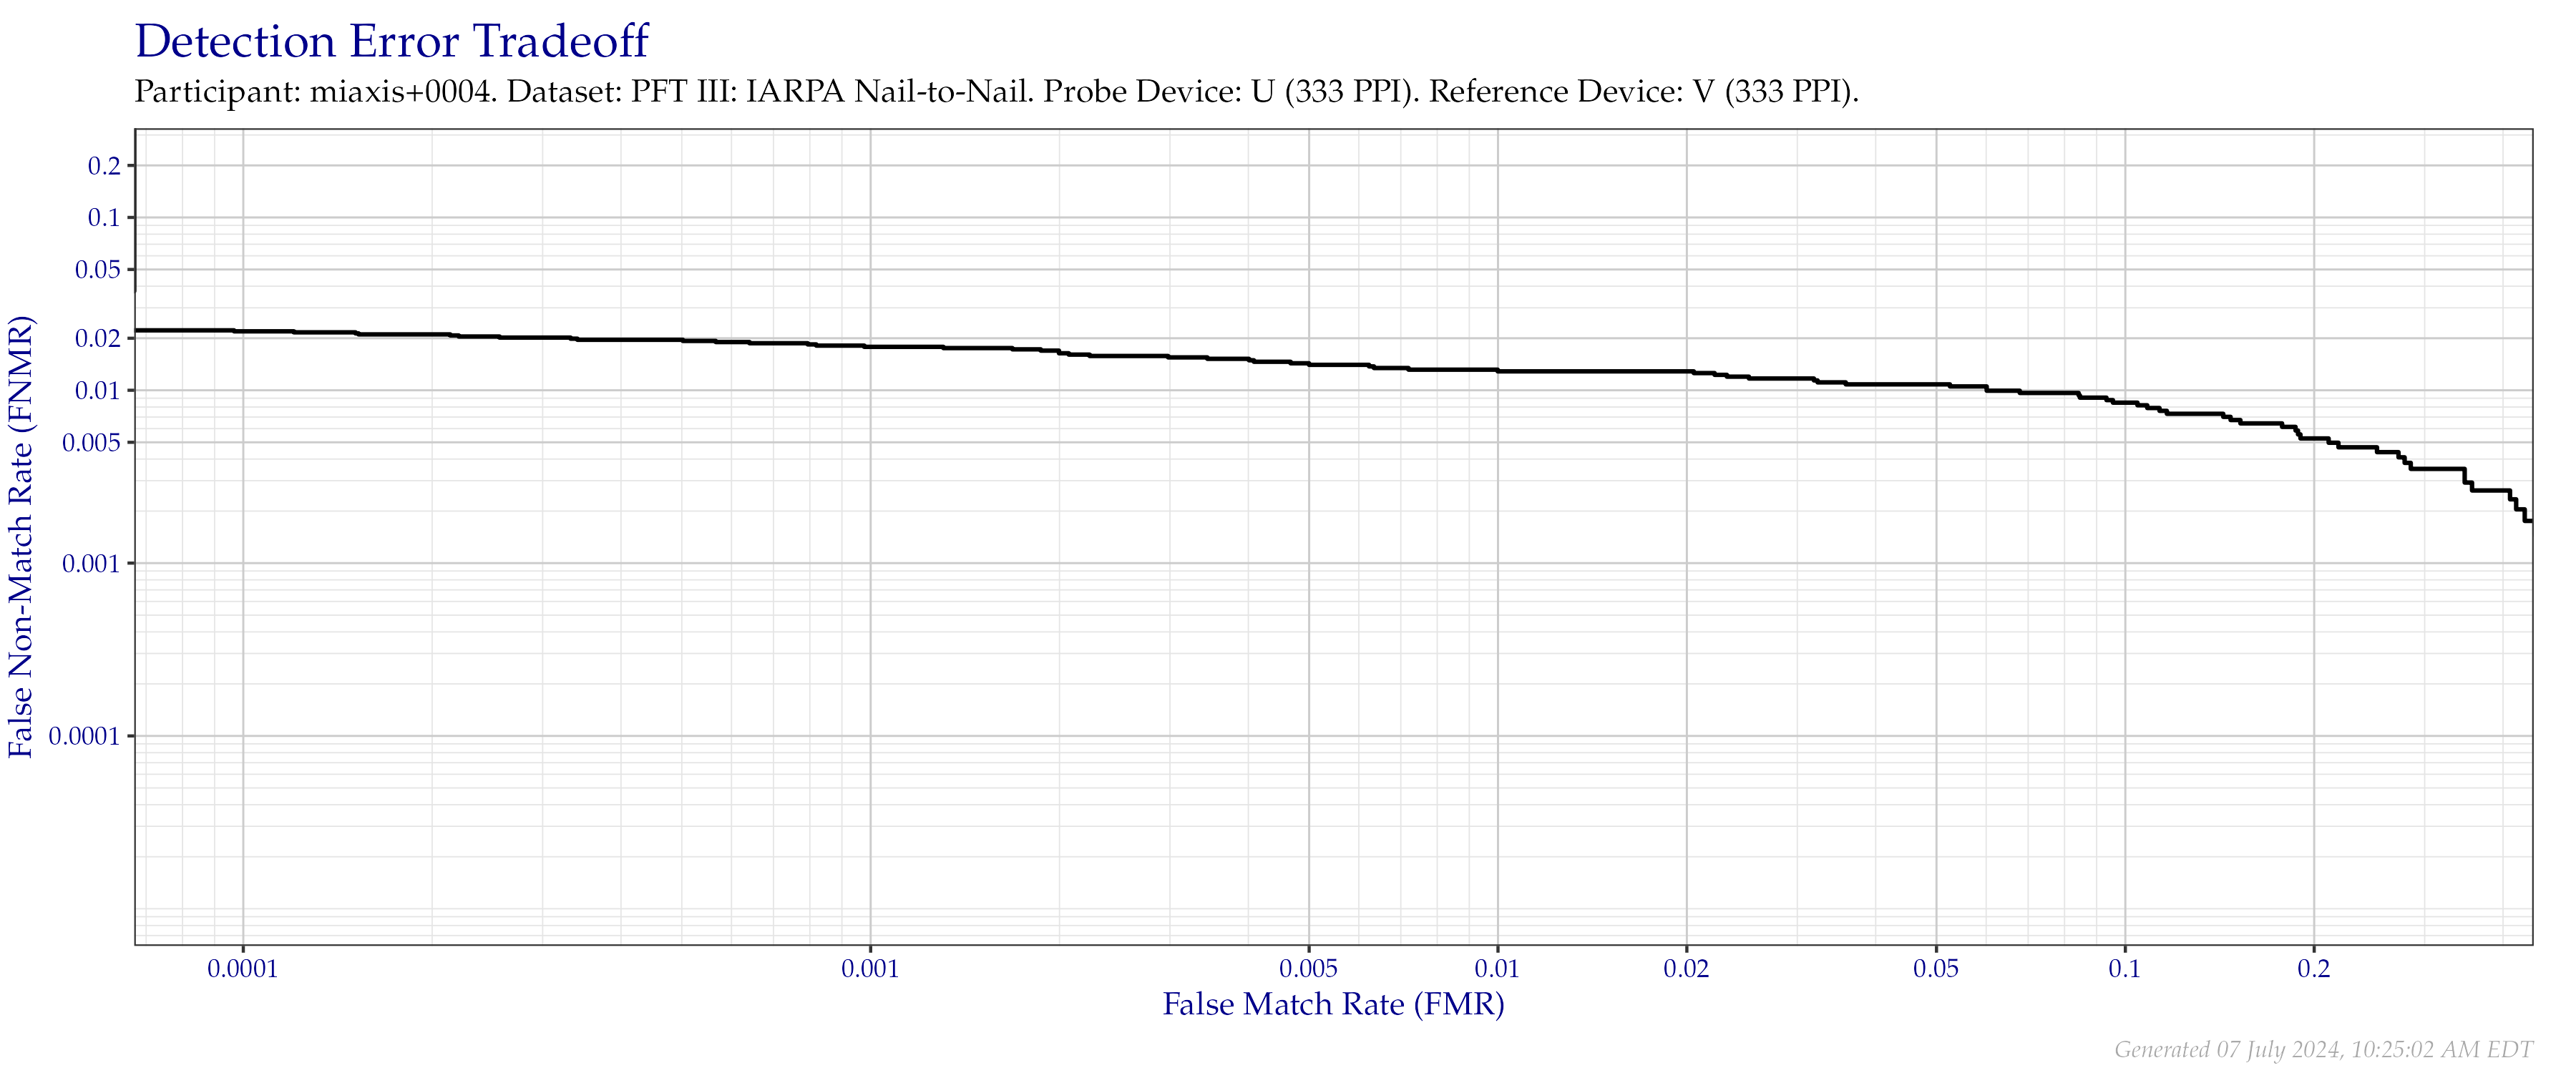 Detection Error Tradeoff
Participant: miaxis+0004. Dataset: PFT III: IARPA Nail-to-Nail. Probe Device: U (333 PPI). Reference Device: V (333 PPI).
False Non-Match Rate (FNMR)
0.2
0.1
0.05
0.02
0.01
0.005
0.001
0.0001
0.0001 0.001 0.005 0.01 0.02 0.05 0.1 0.2
False Match Rate (FMR)
Generated 07 July 2024, 10:25:02 AM EDT